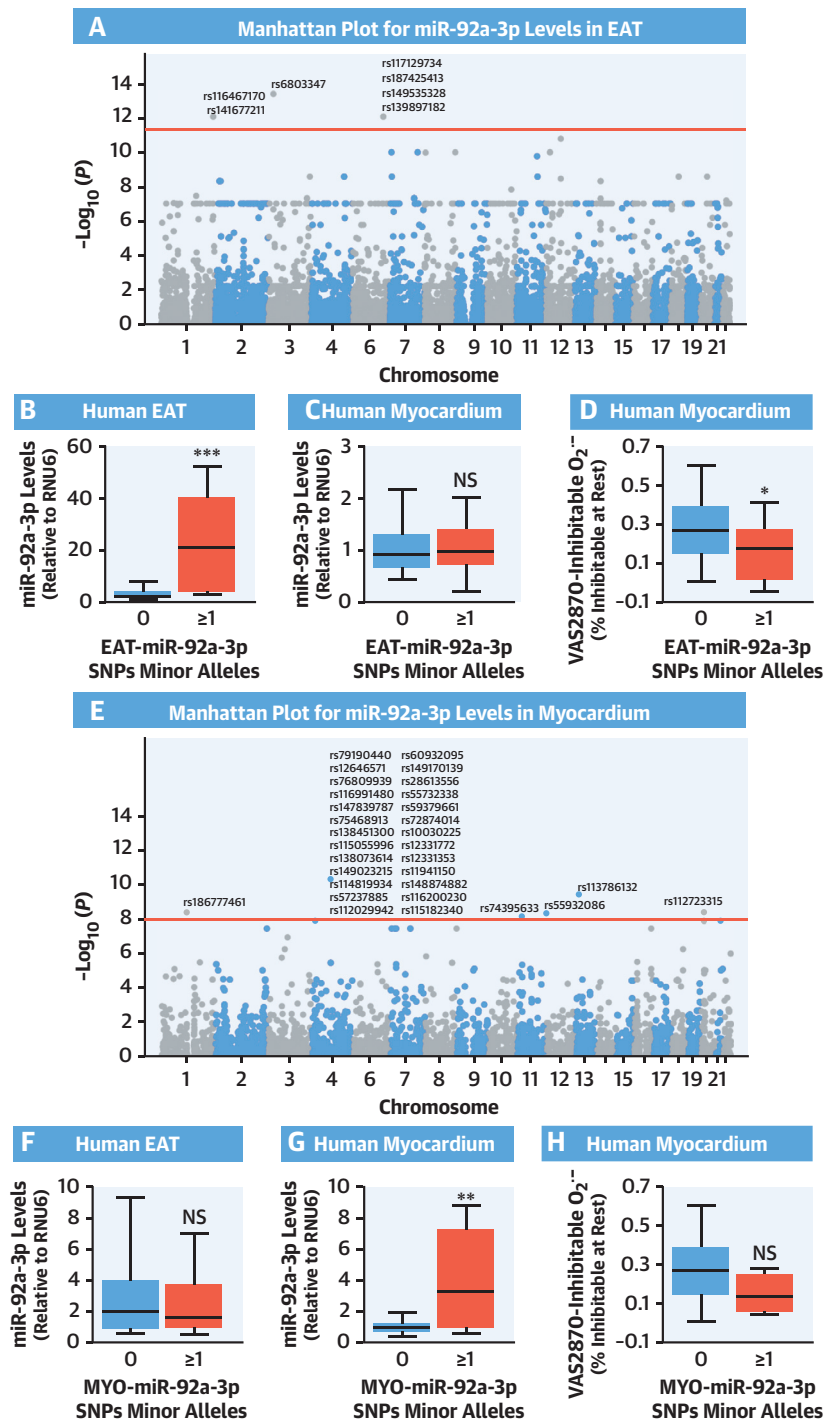 A Manhattan Plot for miR-92a-3p Levels in EAT
-Log10(P)
14
12
10
8
6
4
2
0
rs116467170
rs141677211
rs6803347
rs117129734
rs187425413
rs149535328
rs139897182
1 2 3 4 6 7 8 9 10 11 12 13 15 17 19 21
Chromosome
B Human EAT
miR-92a-3p Levels
(Relative to RNU6)
60
40
20
0
***
0 ≥1
EAT-miR-92a-3p
SNPs Minor Alleles
C Human Myocardium
miR-92a-3p Levels
(Relative to RNU6)
3
2
1
0
NS
0 ≥1
EAT-miR-92a-3p
SNPs Minor Alleles
D Human Myocardium
VAS2870-Inhibitable O2.–
(% Inhibitable at Rest)
0.7
0.5
0.3
0.1
-0.1
*
0 ≥1
EAT-miR-92a-3p
SNPs Minor Alleles
E Manhattan Plot for miR-92a-3p Levels in Myocardium
-Log10(P)
14
12
10
8
6
4
2
0
rs186777461
rs79190440 rs60932095
rs12646571 rs149170139
rs76809939 rs28613556
rs116991480 rs55732338
rs147839787 rs59379661
rs75468913 rs72874014
rs138451300 rs10030225
rs115055996 rs12331772
rs138073614 rs12331353
rs149023215 rs11941150
rs114819934 rs148874882
rs57237885 rs116200230
rs112029942 rs115182340
rs74395633
rs55932086
rs113786132
rs112723315
1 2 3 4 6 7 8 9 10 11 12 13 15 17 19 21
Chromosome
F Human EAT
miR-92a-3p Levels
(Relative to RNU6)
10
8
6
4
2
0
NS
0 ≥1
MYO-miR-92a-3p
SNPs Minor Alleles
G Human Myocardium
miR-92a-3p Levels
(Relative to RNU6)
10
8
6
4
2
0
**
0 ≥1
MYO-miR-92a-3p
SNPs Minor Alleles
H Human Myocardium
VAS2870-Inhibitable O2.–
(% Inhibitable at Rest)
0.7
0.5
0.3
0.1
-0.1
NS
0 ≥1
MYO-miR-92a-3p
SNPs Minor Alleles